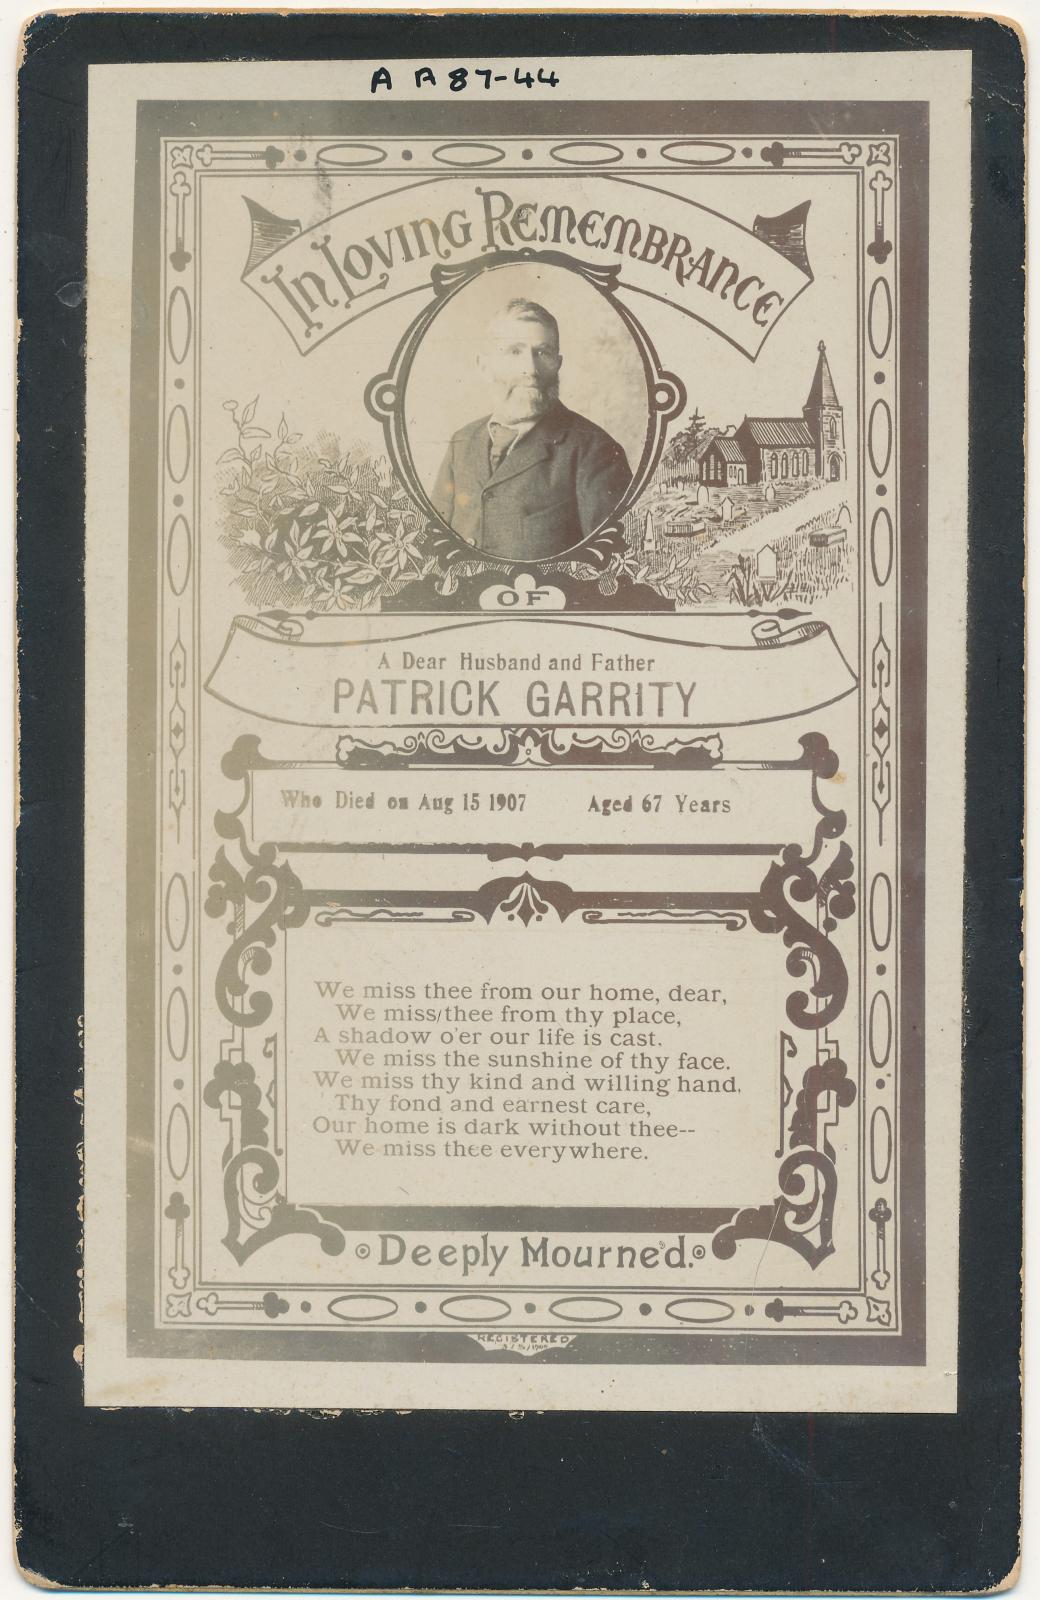 A A 87-44
IN LOVING REMEMBRANCE
OF
A Dear Husband and Father
PATRICK GARRITY
Who Died on Aug 15 1907 Aged 67 Years
We miss thee from our home, dear,
We miss thee from thy place,
A shadow o'er our life is cast.
We miss the sunshine of thy face.
We miss thy kind and willing hand,
Thy fond and earnest care,
Our home is dark without thee--
We miss thee everywhere.
Deeply Mourned.
REGISTERED